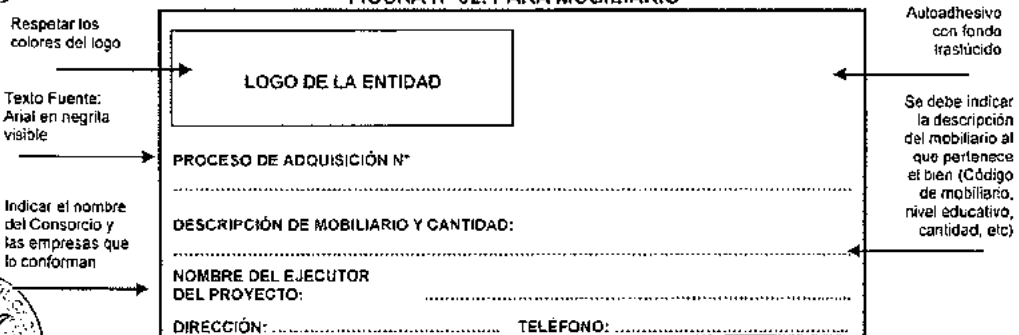 Respetar los
colores del logo
Texto Fuente:
Arial en negrita
visible
Indicar el nombre
del Consorcio y
las empresas que
lo conforman
LOGO DE LA ENTIDAD
PROCESO DE ADQUISICIÓN N°
DESCRIPCIÓN DE MOBILIARIO Y CANTIDAD:
NOMBRE DEL EJECUTOR
DEL PROYECTO:
DIRECCIÓN: TELÉFONO:
Autoadhesivo
con fondo
traslúcido
Se debe indicar
la descripción
del mobiliario al
que pertenece
el bien (Código
de mobiliario,
nivel educativo,
cantidad, etc)